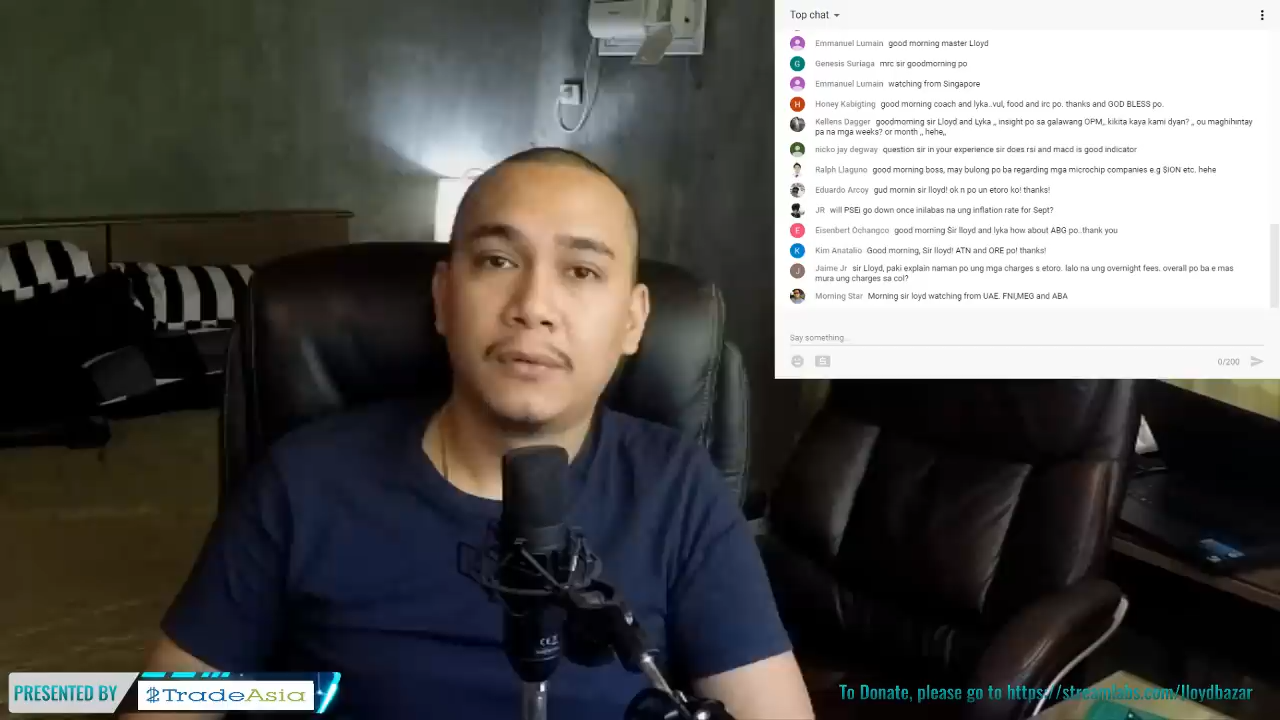 Top chat
Emmanuel Lumain good morning master Lloyd
G Genesis Suriaga mrc sir goodmorning po
Emmanuel Lumain watching from Singapore
H Honey Kabigting good morning coach and lyka..vul, food and irc po. thanks and GOD BLESS po.
Kellens Dagger goodmorning sir Lloyd and Lyka ,, insight po sa galawang OPM,, kikita kaya kami dyan? ,, ou maghihintay
pa na mga weeks? or month ,, hehe,,
nicko jay degway question sir in your experience sir does rsi and macd is good indicator
Ralph Llaguno good morning boss, may bulong po ba regarding mga microchip companies e.g $ION etc. hehe
Eduardo Arcoy gud mornin sir lloyd! ok n po un etoro ko! thanks!
JR will PSEi go down once inilabas na ung inflation rate for Sept?
E Eisenbert Ochangco good morning Sir lloyd and lyka how about ABG po..thank you
K Kim Anatalio Good morning, Sir lloyd! ATN and ORE po! thanks!
J Jaime Jr sir Lloyd, paki explain naman po ung mga charges s etoro. lalo na ung overnight fees. overall po ba e mas
mura ung charges sa col?
Morning Star Morning sir loyd watching from UAE. FNI,MEG and ABA
Say something...
0/200
PRESENTED BY $TradeAsia
To Donate, please go to https://streamlabs.com/lloydbazar